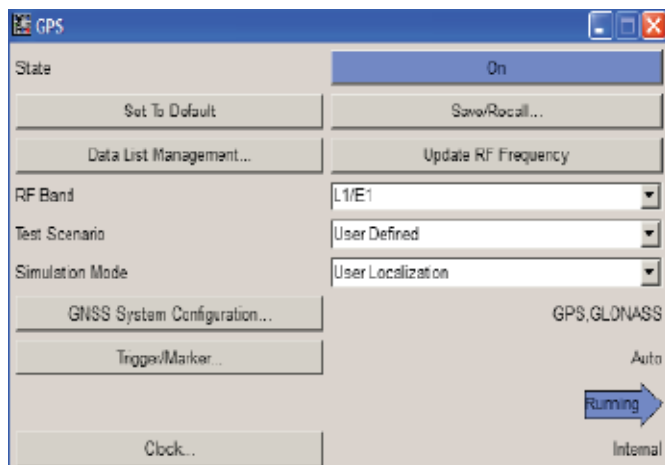 GPS
State On
Set To Default Save/Recall...
Data List Management... Update RF Frequency
RF Band L1/E1
Test Scenario User Defined
Simulation Mode User Localization
GNSS System Configuration... GPS,GLONASS
Trigger/Marker... Auto
Running
Clock... Internal